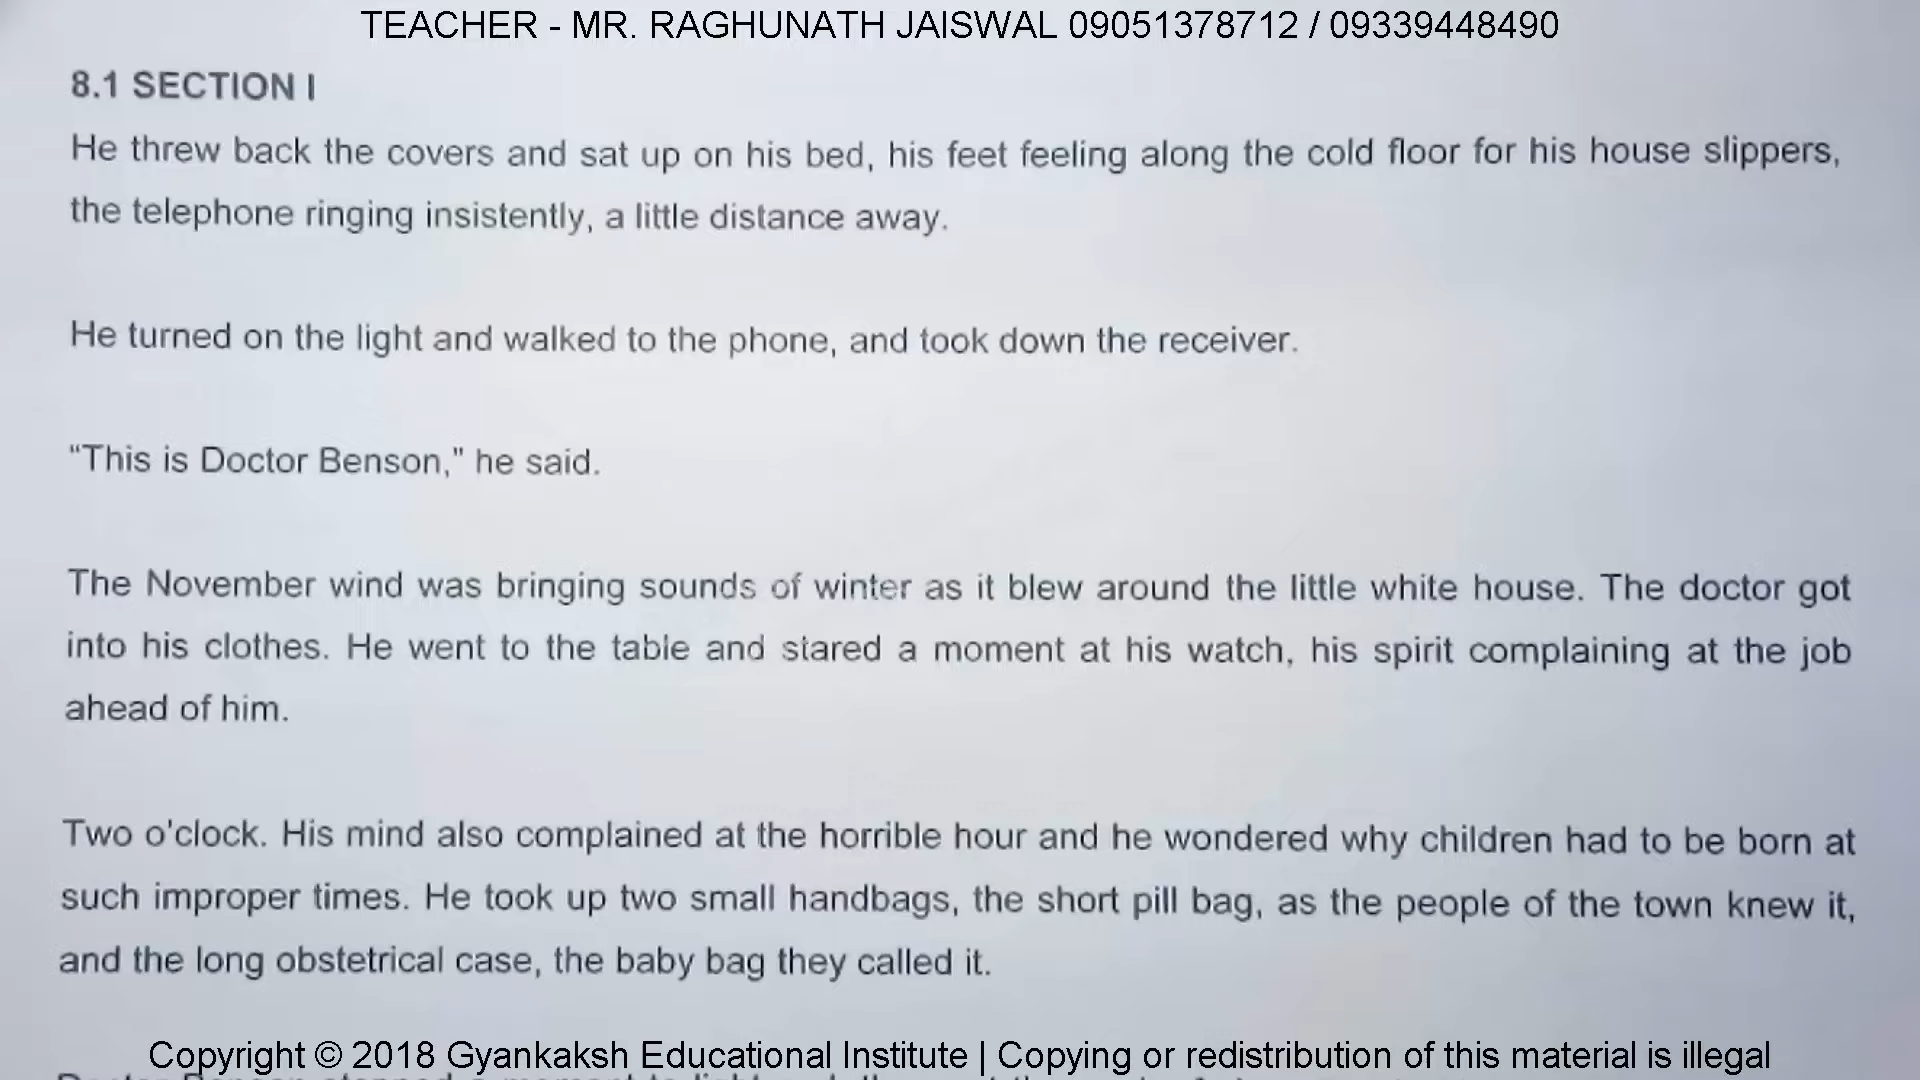 TEACHER - MR. RAGHUNATH JAISWAL 09051378712 / 09339448490
8.1 SECTION I
He threw back the covers and sat up on his bed, his feet feeling along the cold floor for his house slippers,
the telephone ringing insistently, a little distance away.
He turned on the light and walked to the phone, and took down the receiver.
“This is Doctor Benson,” he said.
The November wind was bringing sounds of winter as it blew around the little white house. The doctor got
into his clothes. He went to the table and stared a moment at his watch, his spirit complaining at the job
ahead of him.
Two o'clock. His mind also complained at the horrible hour and he wondered why children had to be born at
such improper times. He took up two small handbags, the short pill bag, as the people of the town knew it,
and the long obstetrical case, the baby bag they called it.
Copyright © 2018 Gyankaksh Educational Institute | Copying or redistribution of this material is illegal